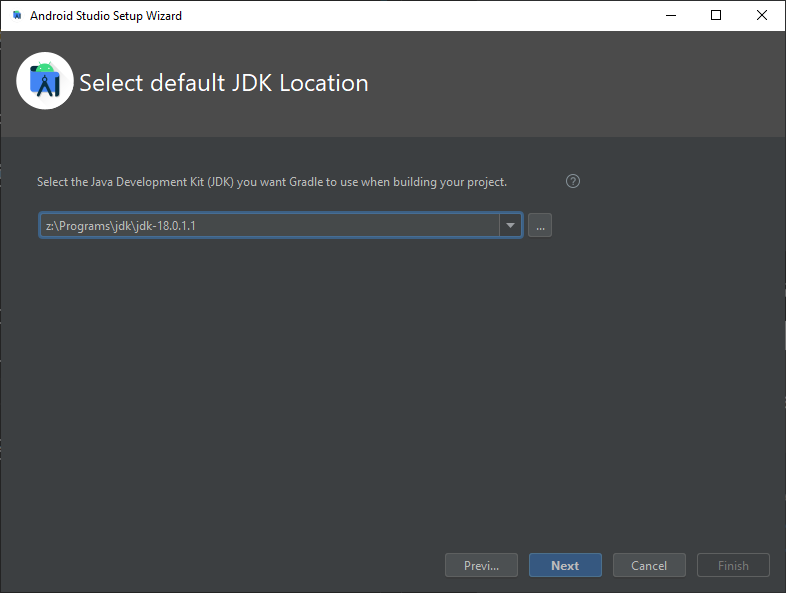 Android Studio Setup Wizard
Select default JDK Location
Select the Java Development Kit (JDK) you want Gradle to use when building your project.
?
z:\Programs\jdk\jdk-18.0.1.1
...
Previ...
Next
Cancel
Finish